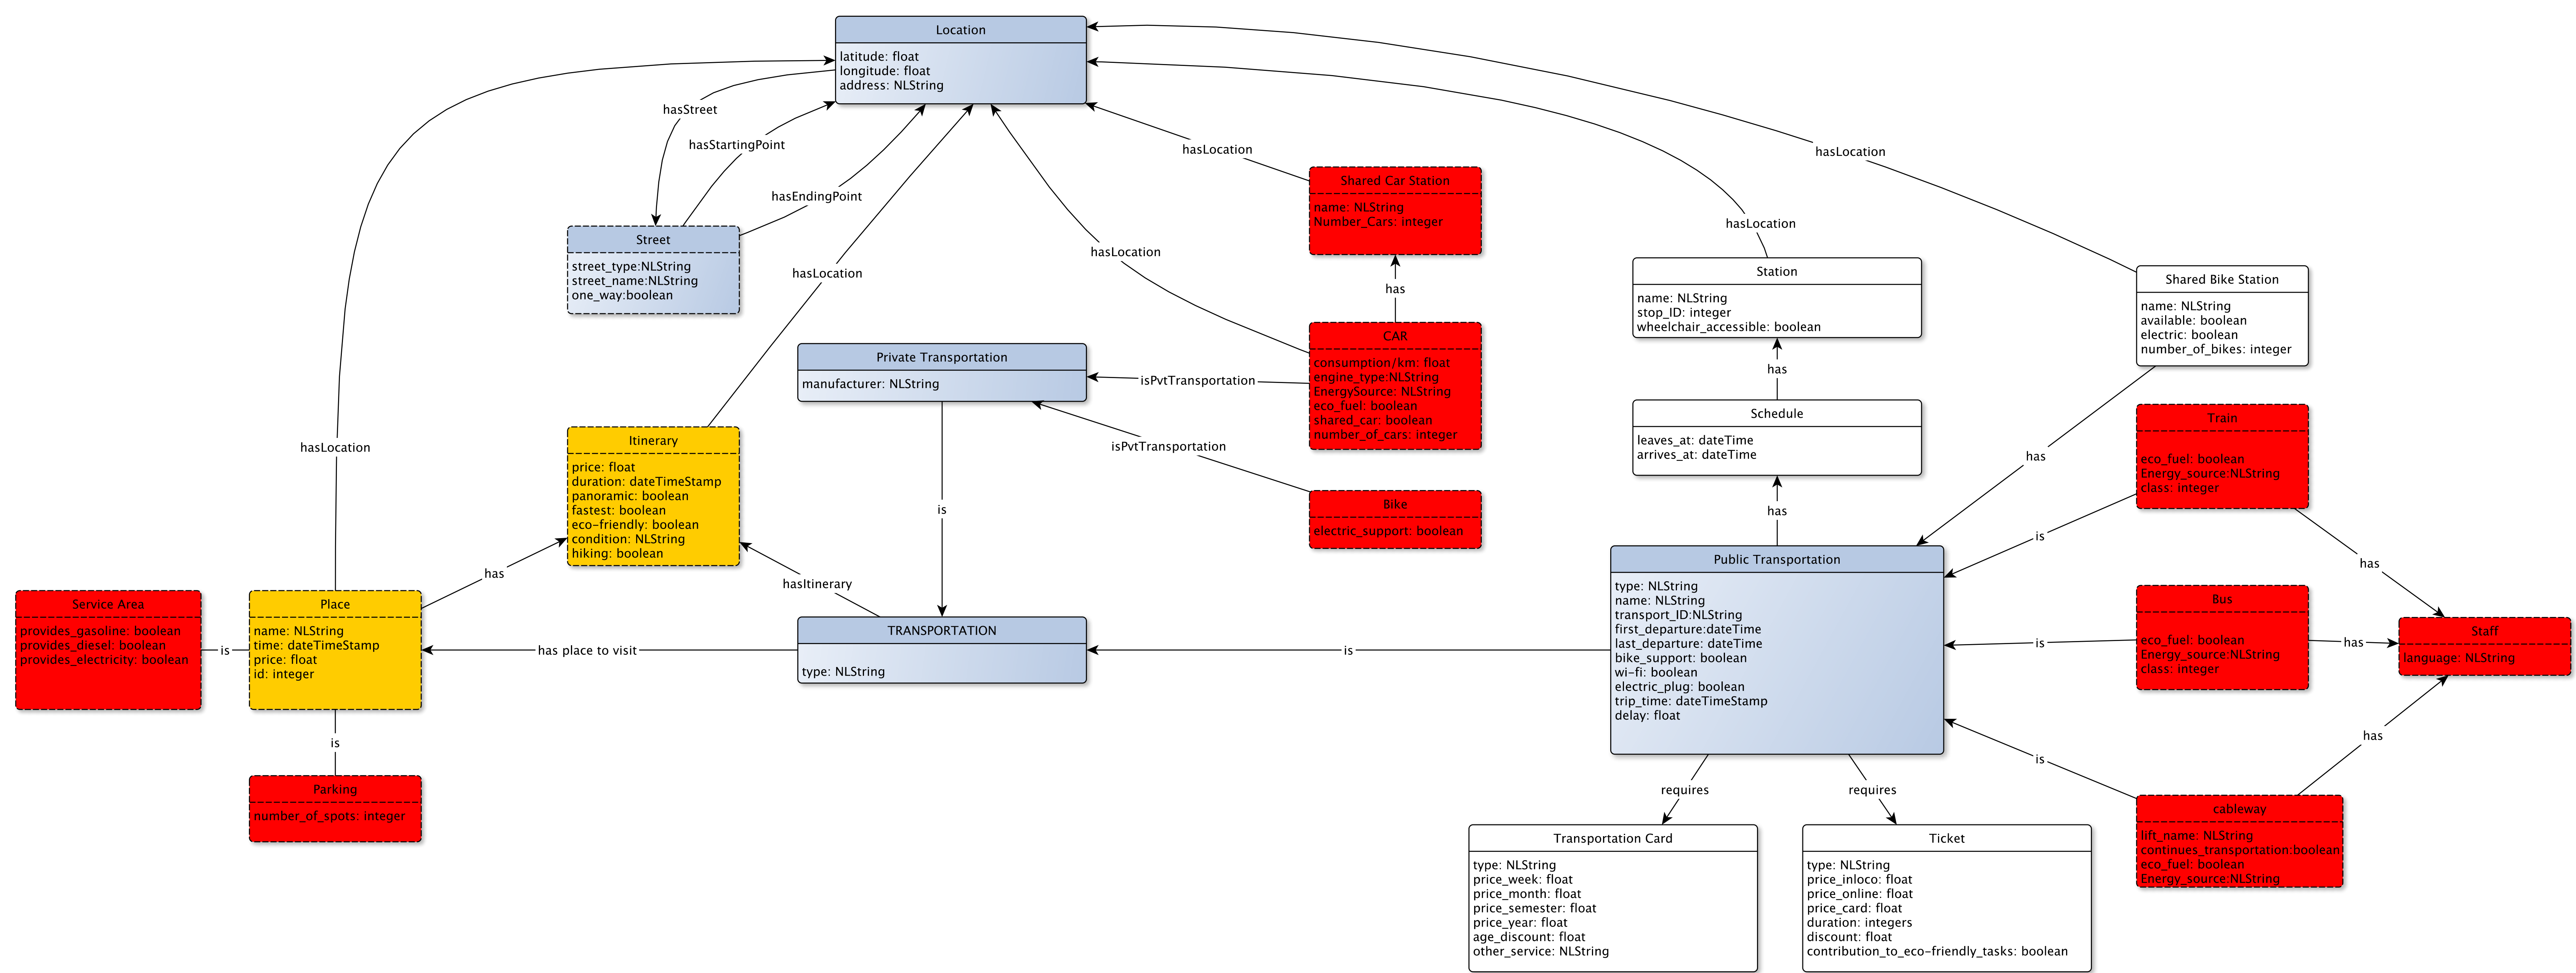 Location
latitude: float
longitude: float
address: NLString
hasStreet
hasStartingPoint
hasEndingPoint
hasLocation
hasLocation
hasLocation
hasLocation
hasLocation
hasLocation
Street
street_type:NLString
street_name:NLString
one_way:boolean
Shared Car Station
name: NLString
Number_Cars: integer
has
CAR
consumption/km: float
engine_type:NLString
EnergySource: NLString
eco_fuel: boolean
shared_car: boolean
number_of_cars: integer
Station
name: NLString
stop_ID: integer
wheelchair_accessible: boolean
has
Schedule
leaves_at: dateTime
arrives_at: dateTime
has
Shared Bike Station
name: NLString
available: boolean
electric: boolean
number_of_bikes: integer
has
Private Transportation
manufacturer: NLString
isPvtTransportation
isPvtTransportation
is
Bike
electric_support: boolean
Itinerary
price: float
duration: dateTimeStamp
panoramic: boolean
fastest: boolean
eco-friendly: boolean
condition: NLString
hiking: boolean
has
hasItinerary
Service Area
provides_gasoline: boolean
provides_diesel: boolean
provides_electricity: boolean
is
Place
name: NLString
time: dateTimeStamp
price: float
id: integer
is
Parking
number_of_spots: integer
has place to visit
TRANSPORTATION
type: NLString
is
Public Transportation
type: NLString
name: NLString
transport_ID:NLString
first_departure:dateTime
last_departure: dateTime
bike_support: boolean
wi-fi: boolean
electric_plug: boolean
trip_time: dateTimeStamp
delay: float
Train
eco_fuel: boolean
Energy_source:NLString
class: integer
is
has
Bus
eco_fuel: boolean
Energy_source:NLString
class: integer
is
has
Staff
language: NLString
has
is
cableway
lift_name: NLString
continues_transportation:boolean
eco_fuel: boolean
Energy_source:NLString
requires
requires
Transportation Card
type: NLString
price_week: float
price_month: float
price_semester: float
price_year: float
age_discount: float
other_service: NLString
Ticket
type: NLString
price_inloco: float
price_online: float
price_card: float
duration: integers
discount: float
contribution_to_eco-friendly_tasks: boolean